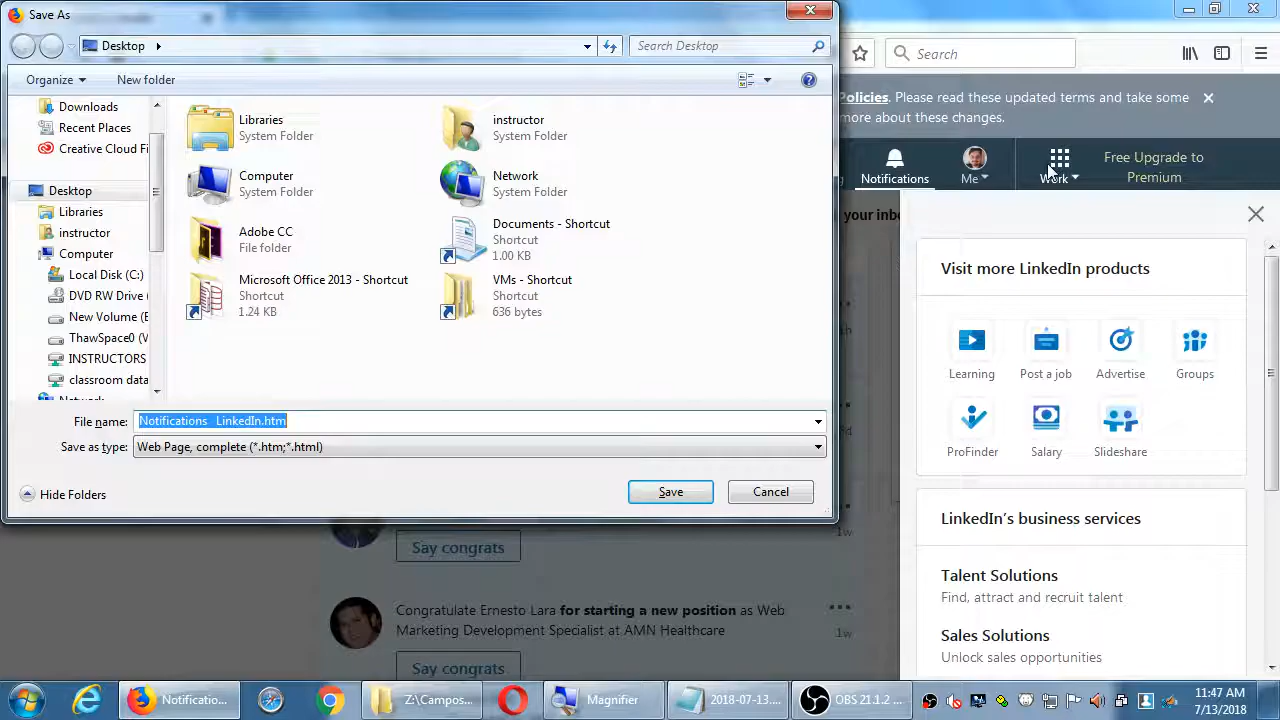 Save As
Desktop
Search Desktop
Organize
New folder
Downloads
Recent Places
Creative Cloud Fi
Desktop
Libraries
instructor
Computer
Local Disk (C:)
DVD RW Drive (
New Volume (E
ThawSpace0 (V
INSTRUCTORS
classroom data
Network
Libraries
System Folder
instructor
System Folder
Computer
System Folder
Network
System Folder
Adobe CC
File folder
Documents - Shortcut
Shortcut
1.00 KB
Microsoft Office 2013 - Shortcut
Shortcut
1.24 KB
VMs - Shortcut
Shortcut
636 bytes
File name:
Notifications   LinkedIn.htm
Save as type:
Web Page, complete (*.htm;*.html)
Hide Folders
Save
Cancel
Search
Policies. Please read these updated terms and take some
more about these changes.
Notifications
Me
Work
Free Upgrade to
Premium
your inbo
Visit more LinkedIn products
Learning
Post a job
Advertise
Groups
ProFinder
Salary
Slideshare
LinkedIn's business services
Talent Solutions
Find, attract and recruit talent
Sales Solutions
Unlock sales opportunities
1w
Say congrats
Congratulate Ernesto Lara for starting a new position as Web
Marketing Development Specialist at AMN Healthcare
1w
Say congrats
Notificatio...
Z:\Campos...
Magnifier
2018-07-13....
OBS 21.1.2 ...
11:47 AM
7/13/2018